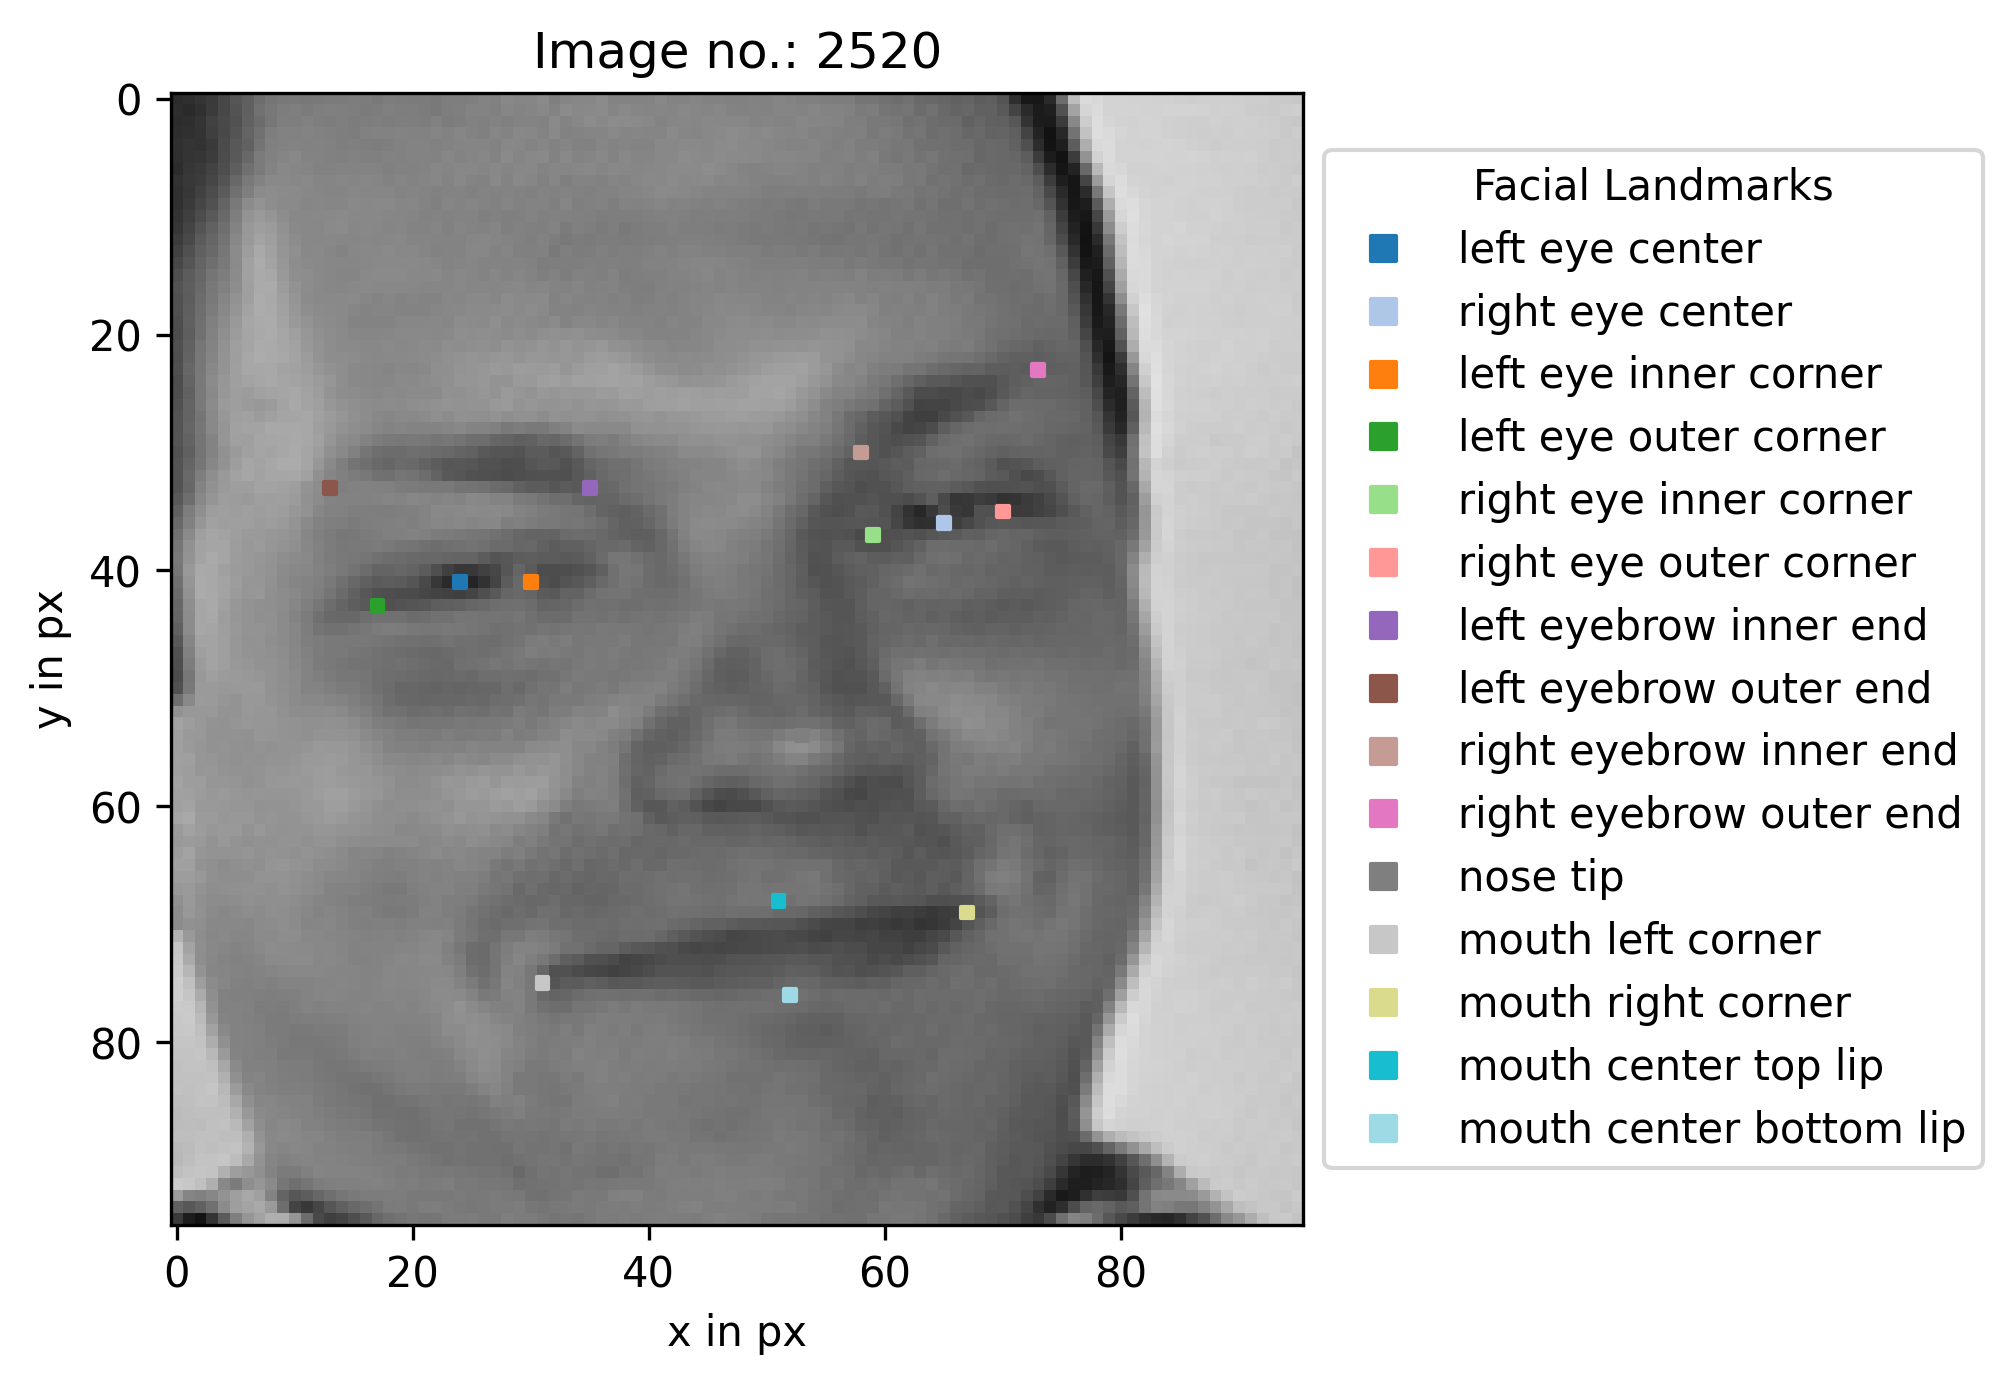 Image no.: 2520
0
20
40
60
80
y in px
0 20 40 60 80
x in px
Facial Landmarks
left eye center
right eye center
left eye inner corner
left eye outer corner
right eye inner corner
right eye outer corner
left eyebrow inner end
left eyebrow outer end
right eyebrow inner end
right eyebrow outer end
nose tip
mouth left corner
mouth right corner
mouth center top lip
mouth center bottom lip